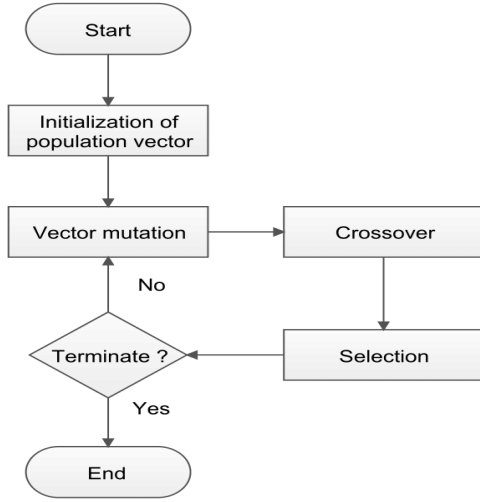 Start
Initialization of
population vector
Vector mutation
Crossover
No
Terminate ?
Selection
Yes
End